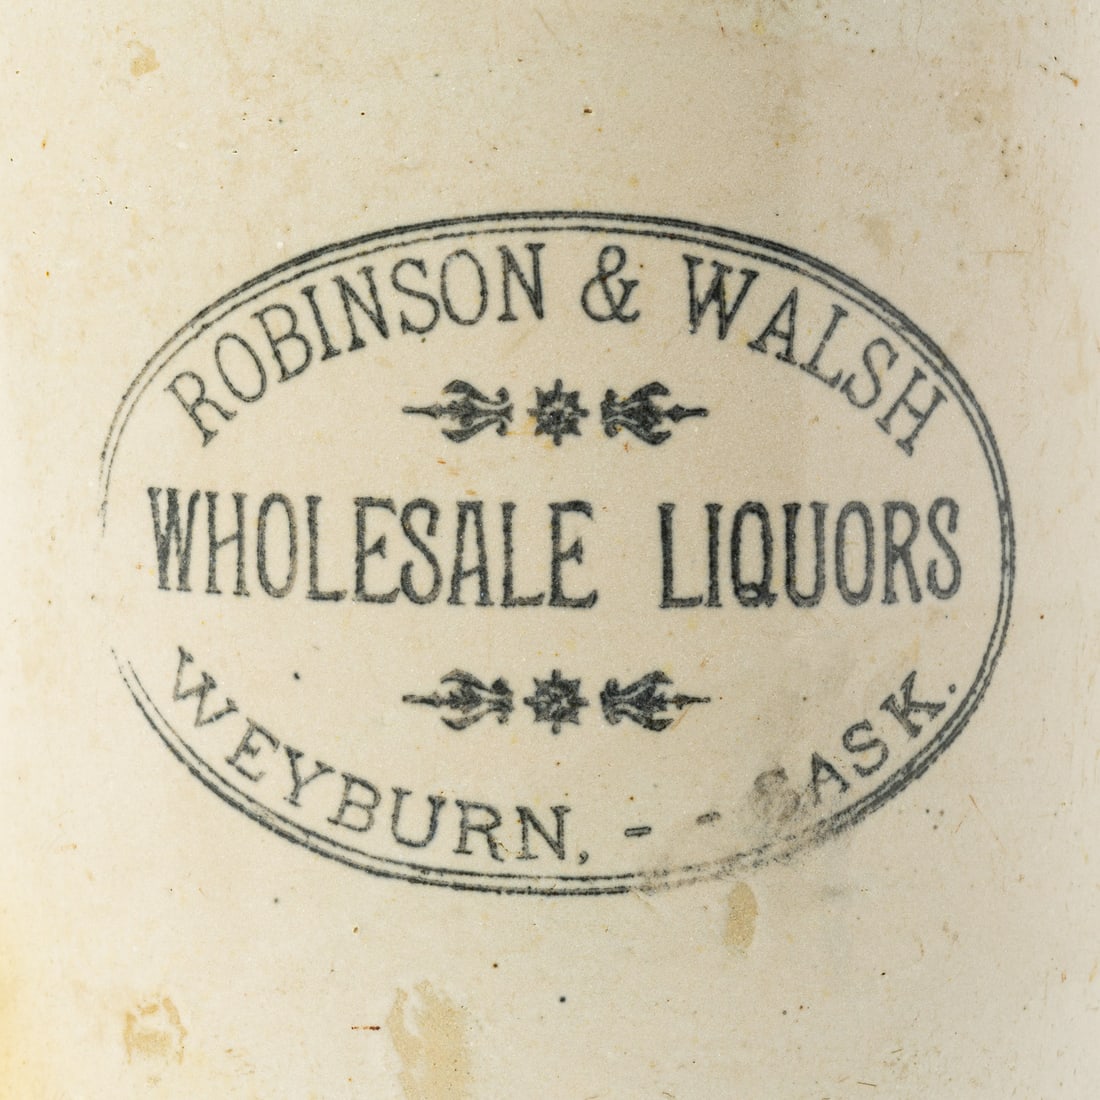 ROBINSON & WALSH
WHOLESALE LIQUORS
WEYBURN, - - SASK.